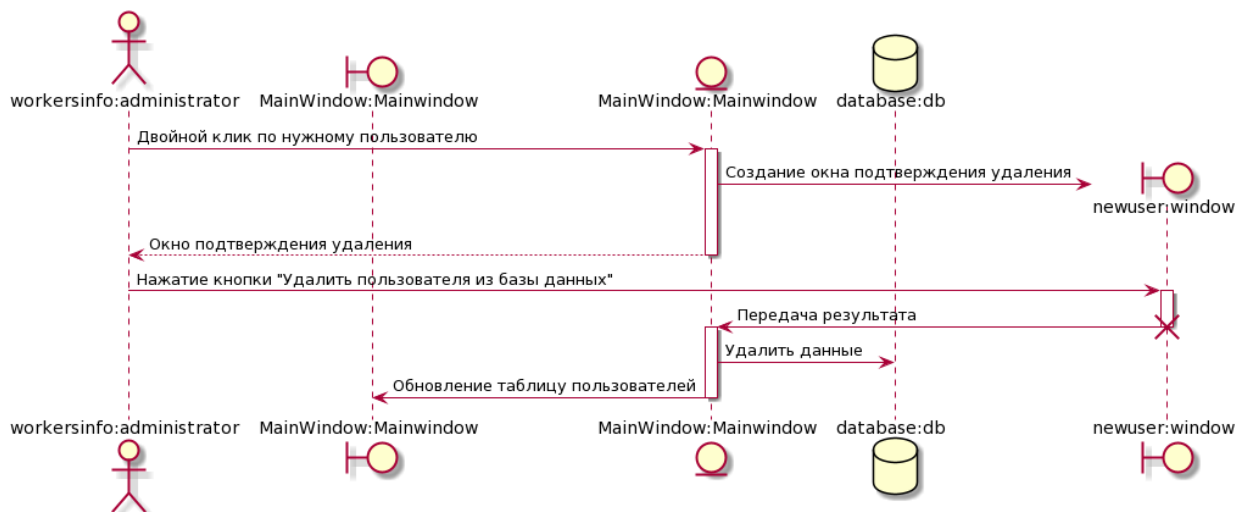 workersinfo:administrator
MainWindow:Mainwindow
MainWindow:Mainwindow
database:db
Двойной клик по нужному пользователю
Создание окна подтверждения удаления
newuser:window
Окно подтверждения удаления
Нажатие кнопки "Удалить пользователя из базы данных"
Передача результата
Удалить данные
Обновление таблицу пользователей
workersinfo:administrator
MainWindow:Mainwindow
MainWindow:Mainwindow
database:db
newuser:window